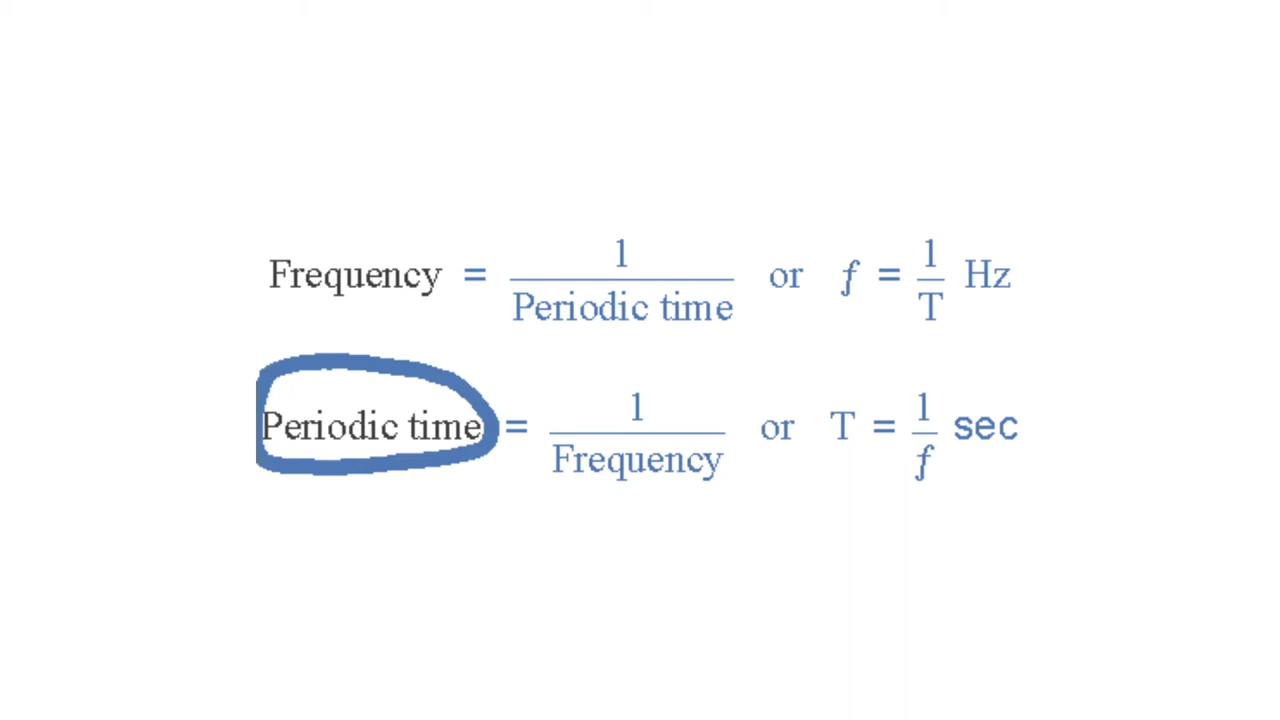 Frequency = 1 / Periodic time or ƒ = 1 / T Hz
Periodic time = 1 / Frequency or T = 1 / ƒ sec